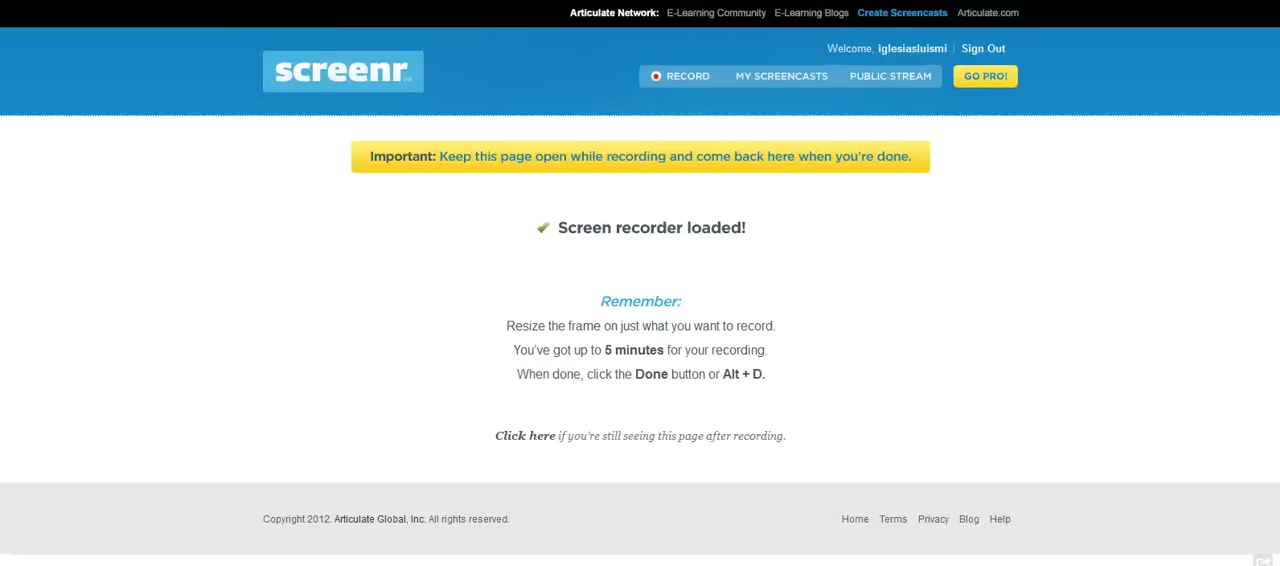 Articulate Network: E-Learning Community E-Learning Blogs Create Screencasts Articulate.com
Welcome, iglesiasluismi | Sign Out
screenr
RECORD MY SCREENCASTS PUBLIC STREAM GO PRO!
Important: Keep this page open while recording and come back here when you're done.
Screen recorder loaded!
Remember:
Resize the frame on just what you want to record.
You've got up to 5 minutes for your recording.
When done, click the Done button or Alt + D.
Click here if you're still seeing this page after recording.
Copyright 2012. Articulate Global, Inc. All rights reserved. Home Terms Privacy Blog Help